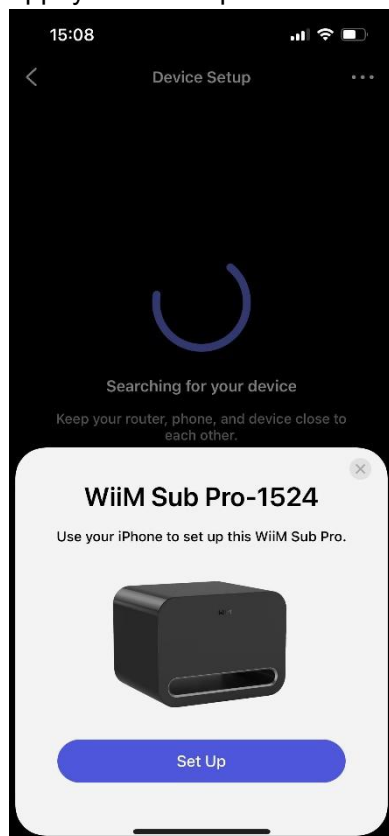 15:08
Device Setup
Searching for your device
Keep your router, phone, and device close to
each other.
WiiM Sub Pro-1524
Use your iPhone to set up this WiiM Sub Pro.
WiiM
Set Up